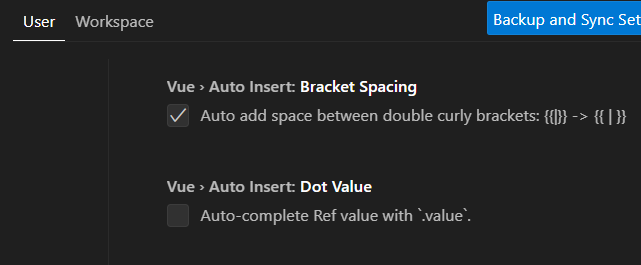 User Workspace
Backup and Sync Set
Vue › Auto Insert: Bracket Spacing
Auto add space between double curly brackets: {{|}} -> {{ | }}
Vue › Auto Insert: Dot Value
Auto-complete Ref value with `.value`.